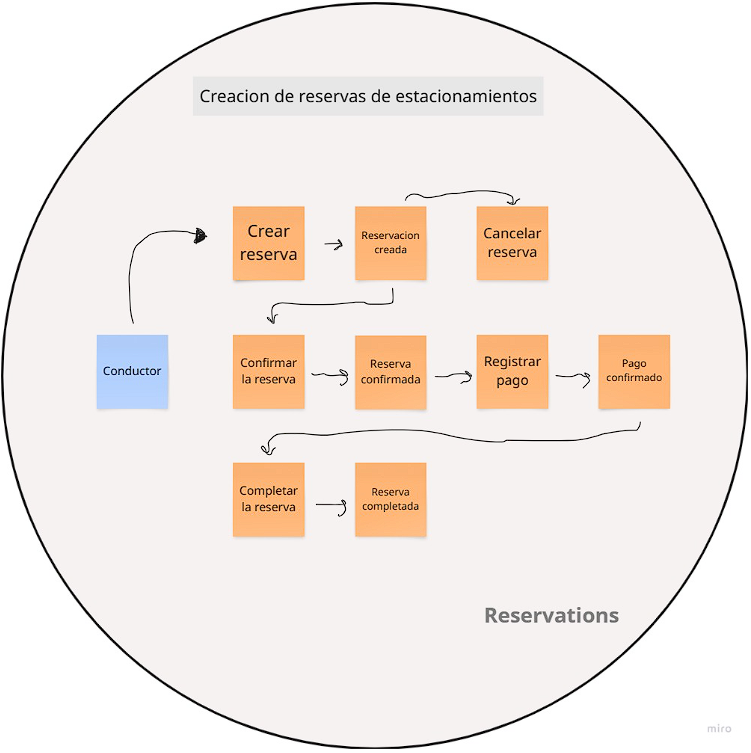 Creacion de reservas de estacionamientos
Crear
reserva
Reservacion
creada
Cancelar
reserva
Conductor
Confirmar
la reserva
Reserva
confirmada
Registrar
pago
Pago
confirmado
Completar
la reserva
Reserva
completada
Reservations
miro